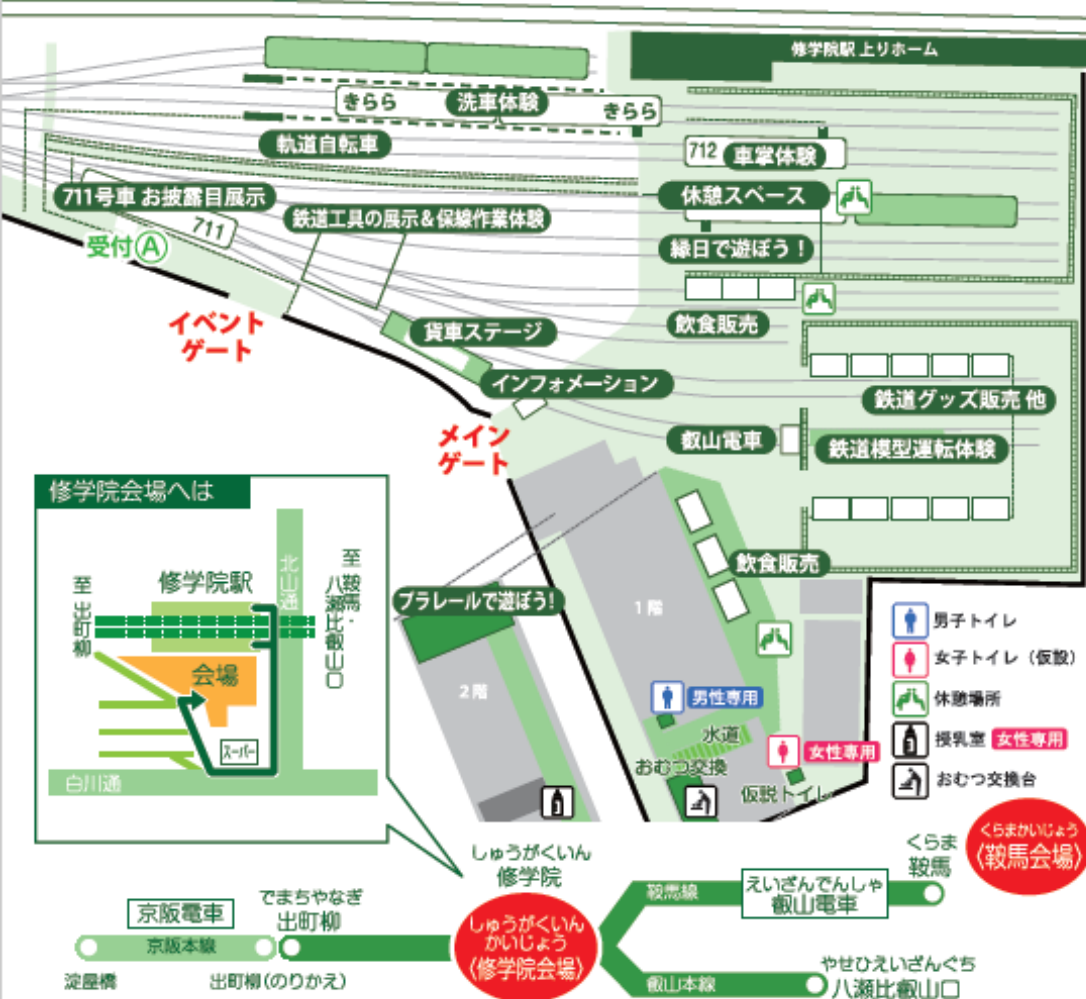 修学院駅 上りホーム
きらら
洗車体験
きらら
軌道自転車
712
車掌体験
711号車 お披露目展示
休憩スペース
鉄道工具の展示&保線作業体験
711
受付Ⓐ
縁日で遊ぼう!
イベント
ゲート
貨車ステージ
飲食販売
インフォメーション
鉄道グッズ販売 他
メイン
ゲート
叡山電車
鉄道模型運転体験
修学院会場へは
至 出町柳
修学院駅
北山通
至 鞍馬・
八瀬比叡山口
会場
スーパー
白川通
プラレールで遊ぼう!
飲食販売
1階
2階
男性専用
水道
おむつ交換
女性専用
仮説トイレ
男子トイレ
女子トイレ(仮設)
休憩場所
授乳室 女性専用
おむつ交換台
くらまかいじょう
〈鞍馬会場〉
くらま
鞍馬
しゅうがくいん
修学院
鞍馬線
えいざんでんしゃ
叡山電車
京阪電車
でまちやなぎ
出町柳
しゅうがくいん
かいじょう
〈修学院会場〉
京阪本線
淀屋橋
出町柳(のりかえ)
叡山本線
やせひえいざんぐち
八瀬比叡山口